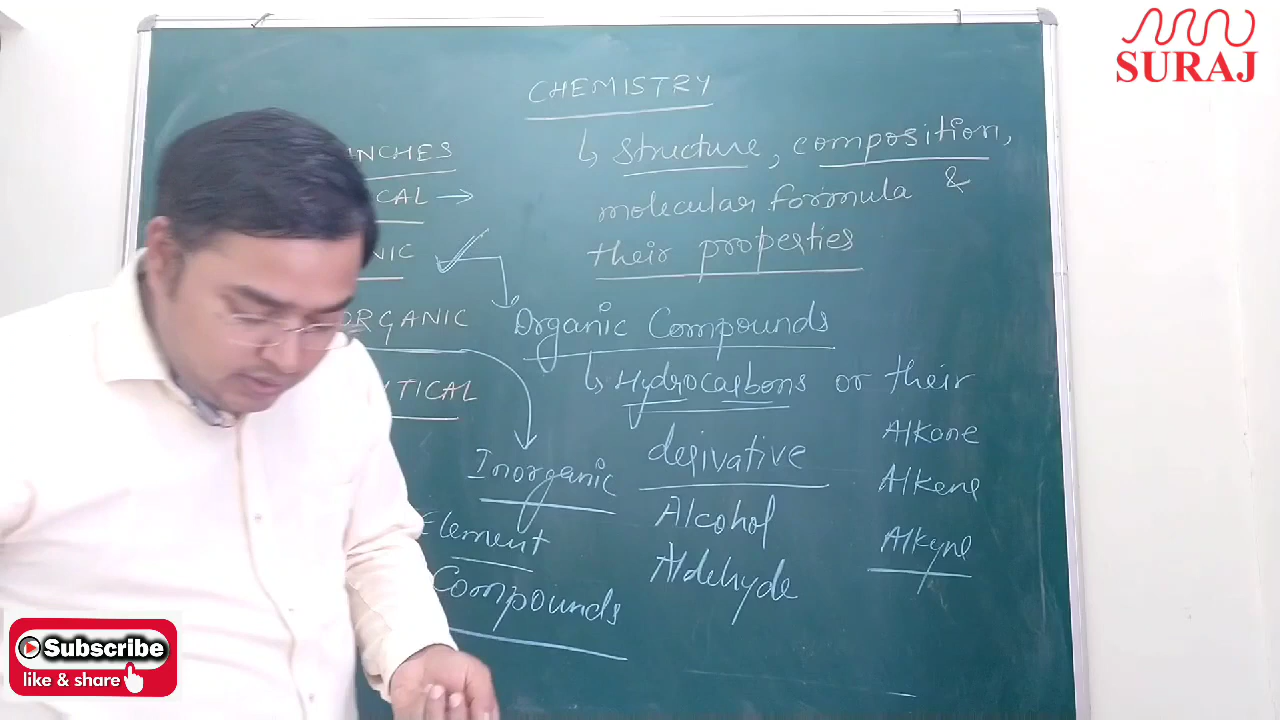 SURAJ
CHEMISTRY
↳ Structure, composition,
molecular formula &
their properties
NCHES
CAL →
NIC ✓
ORGANIC
TICAL
Organic Compounds
↳ Hydrocarbons or their
derivative
Alcohol
Aldehyde
Alkane
Alkene
Alkyne
Inorganic
Element
Compounds
Subscribe
like & share